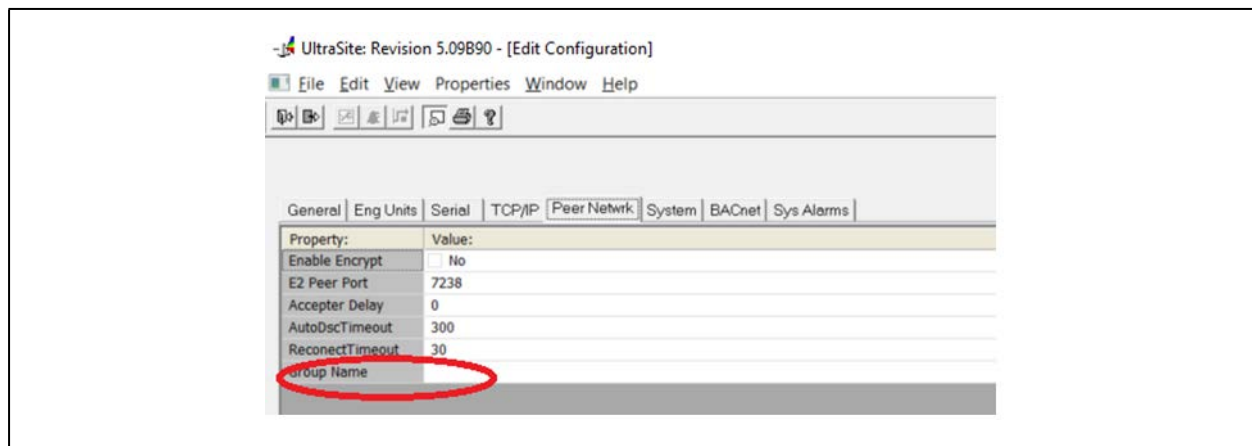 UltraSite: Revision 5.09B90 - [Edit Configuration]
File Edit View Properties Window Help
General Eng Units Serial TCP/IP Peer Netwrk System BACnet Sys Alarms
Property: Value:
Enable Encrypt No
E2 Peer Port 7238
Accepter Delay 0
AutoDscTimeout 300
ReconectTimeout 30
Group Name